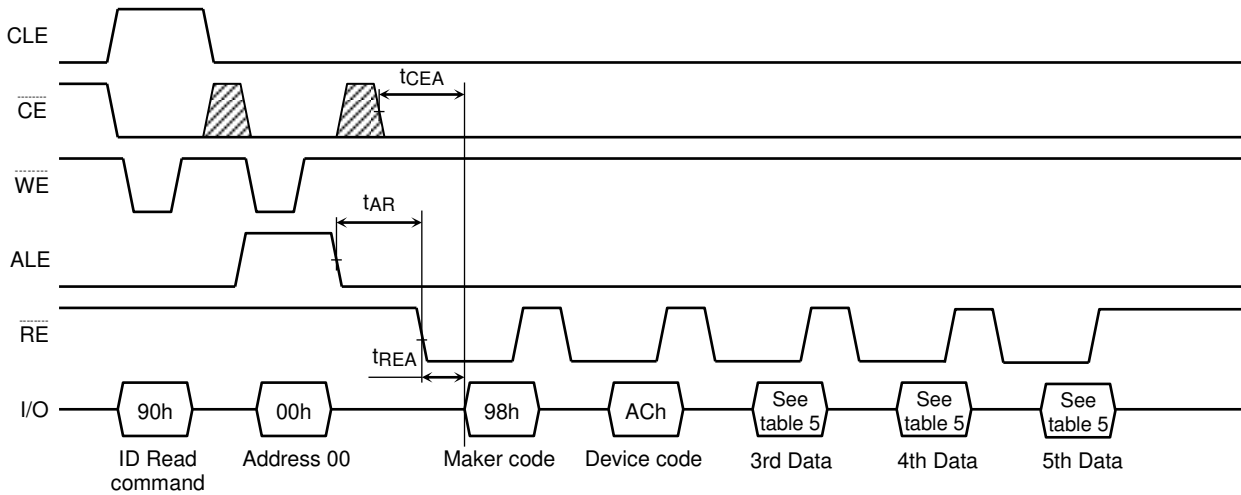 CLE
tCEA
CE
WE
tAR
ALE
RE
tREA
I/O
90h
00h
98h
ACh
See
table 5
See
table 5
See
table 5
ID Read
command
Address 00
Maker code
Device code
3rd Data
4th Data
5th Data